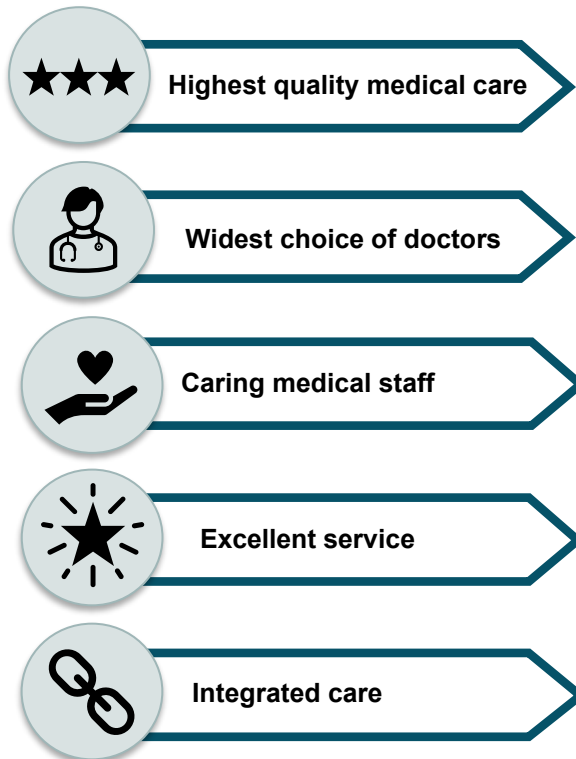 Highest quality medical care
Widest choice of doctors
Caring medical staff
Excellent service
Integrated care